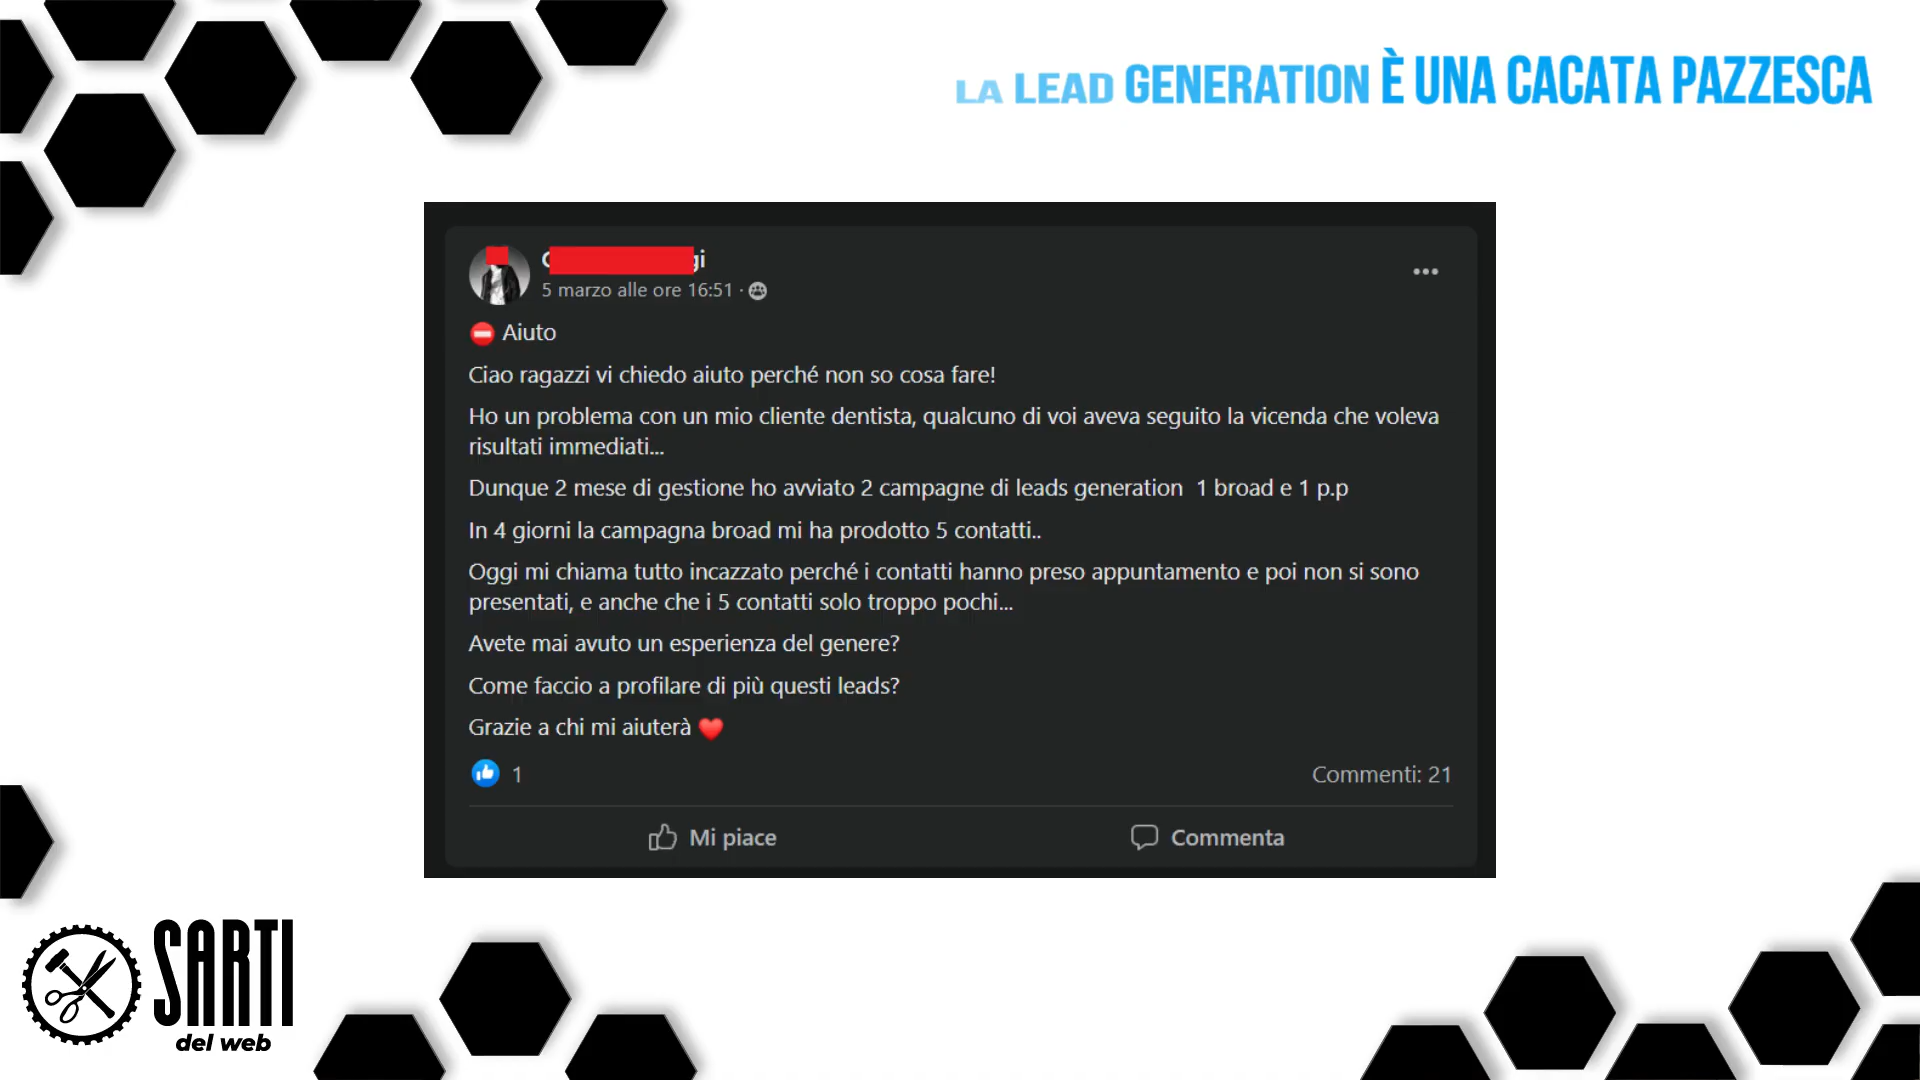 LA LEAD GENERATION È UNA CACATA PAZZESCA
5 marzo alle ore 16:51 ·
Aiuto
Ciao ragazzi vi chiedo aiuto perché non so cosa fare!
Ho un problema con un mio cliente dentista, qualcuno di voi aveva seguito la vicenda che voleva
risultati immediati...
Dunque 2 mese di gestione ho avviato 2 campagne di leads generation  1 broad e 1 p.p
In 4 giorni la campagna broad mi ha prodotto 5 contatti..
Oggi mi chiama tutto incazzato perché i contatti hanno preso appuntamento e poi non si sono
presentati, e anche che i 5 contatti solo troppo pochi...
Avete mai avuto un esperienza del genere?
Come faccio a profilare di più questi leads?
Grazie a chi mi aiuterà ❤️
1
Commenti: 21
Mi piace
Commenta
SARTI
del web